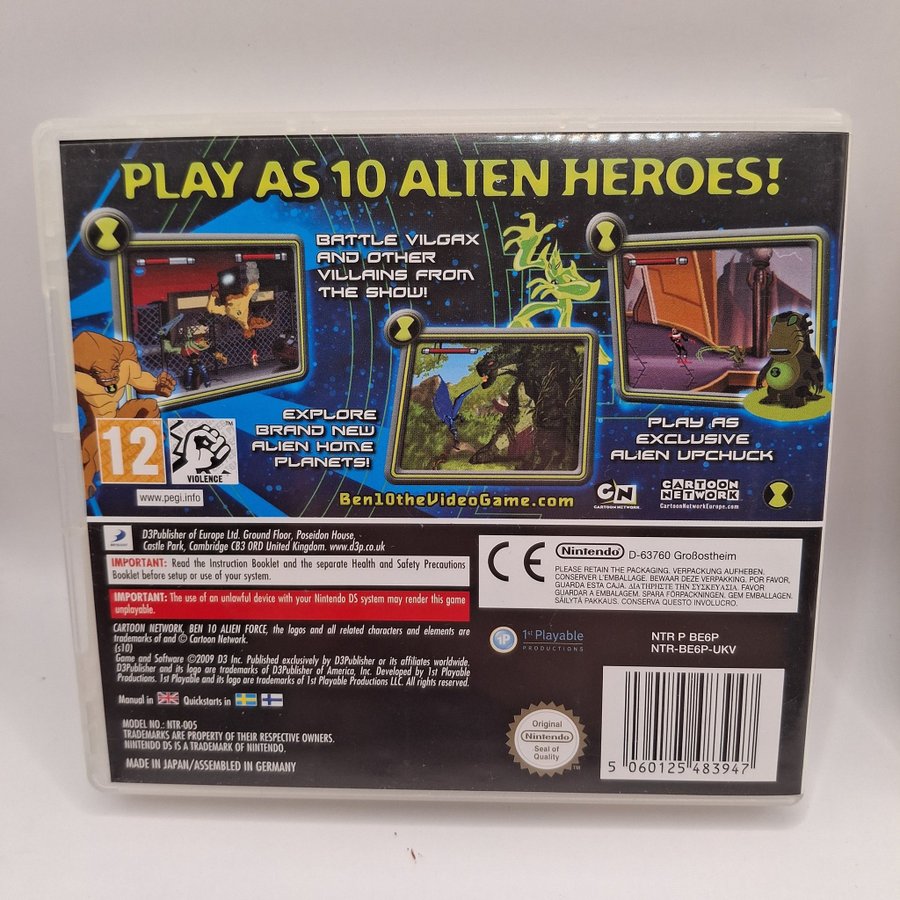 PLAY AS 10 ALIEN HEROES!
BATTLE VILGAX
AND OTHER
VILLAINS FROM
THE SHOW!
EXPLORE
BRAND NEW
ALIEN HOME
PLANETS!
PLAY AS
EXCLUSIVE
ALIEN UPCHUCK
12
VIOLENCE
TM
www.pegi.info
Ben10theVideoGame.com
CN
CARTOON NETWORK.
CARTOON
NETWORK
CartoonNetworkEurope.com
D3Publisher of Europe Ltd. Ground Floor, Poseidon House,
Castle Park, Cambridge CB3 0RD United Kingdom. www.d3p.co.uk
IMPORTANT: Read the Instruction Booklet and the separate Health and Safety Precautions
Booklet before setup or use of your system.
IMPORTANT: The use of an unlawful device with your Nintendo DS system may render this game
unplayable.
CARTOON NETWORK, BEN 10 ALIEN FORCE, the logos and all related characters and elements are
trademarks of and © Cartoon Network.
(s10)
Game and Software ©2009 D3 Inc. Published exclusively by D3Publisher or its affiliates worldwide.
D3Publisher and its logo are trademarks of D3Publisher of America, Inc. Developed by 1st Playable
Productions. 1st Playable and its logo are trademarks of 1st Playable Productions LLC. All rights reserved.
Manual in Quickstarts in
MODEL NO.: NTR-005
TRADEMARKS ARE PROPERTY OF THEIR RESPECTIVE OWNERS.
NINTENDO DS IS A TRADEMARK OF NINTENDO.
MADE IN JAPAN/ASSEMBLED IN GERMANY
CE Nintendo D-63760 Großostheim
PLEASE RETAIN THE PACKAGING. VERPACKUNG AUFHEBEN.
CONSERVER L'EMBALLAGE. BEWAAR DEZE VERPAKKING. POR FAVOR,
GUARDA ESTA CAJA. ΔΙΑΤΗΡΗΣΤΕ ΤΗΝ ΣΥΣΚΕΥΑΣΙΑ. FAVOR
GUARDAR A EMBALAGEM. SPARA FÖRPACKNINGEN. GEM EMBALLAGEN.
SÄILYTÄ PAKKAUS. CONSERVA QUESTO INVOLUCRO.
1P
1st Playable
PRODUCTIONS
NTR P BE6P
NTR-BE6P-UKV
Original
Nintendo
Seal of
Quality
TM
5 060125 483947